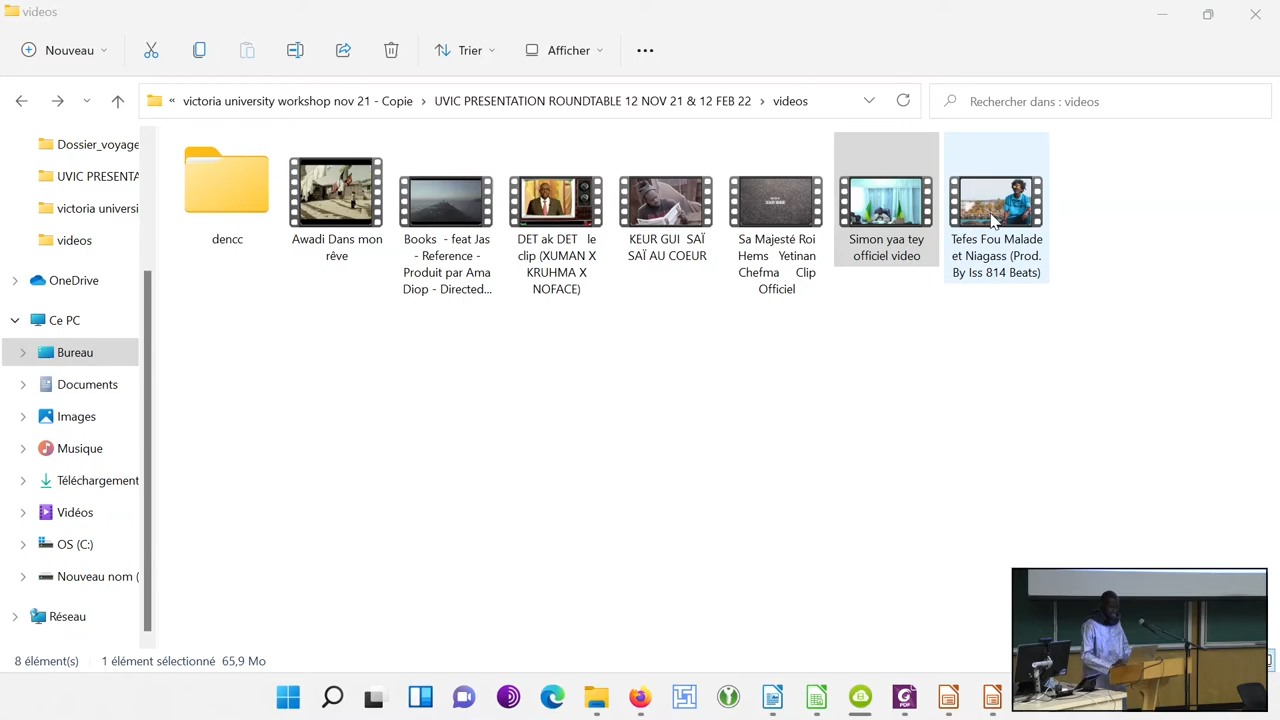 videos
Nouveau
Trier
Afficher
« victoria university workshop nov 21 - Copie > UVIC PRESENTATION ROUNDTABLE 12 NOV 21 & 12 FEB 22 > videos
Rechercher dans : videos
Dossier_voyage
UVIC PRESENTA
victoria universi
videos
OneDrive
Ce PC
Bureau
Documents
Images
Musique
Téléchargement
Vidéos
OS (C:)
Nouveau nom (
Réseau
dencc
Awadi Dans mon
rêve
Books - feat Jas
- Reference -
Produit par Ama
Diop - Directed...
DET ak DET le
clip (XUMAN X
KRUHMA X
NOFACE)
KEUR GUI SAÏ
SAÏ AU COEUR
Sa Majesté Roi
Hems Yetinan
Chefma Clip
Officiel
Simon yaa tey
officiel video
Tefes Fou Malade
et Niagass (Prod.
By Iss 814 Beats)
8 élément(s)
1 élément sélectionné 65,9 Mo
PDF